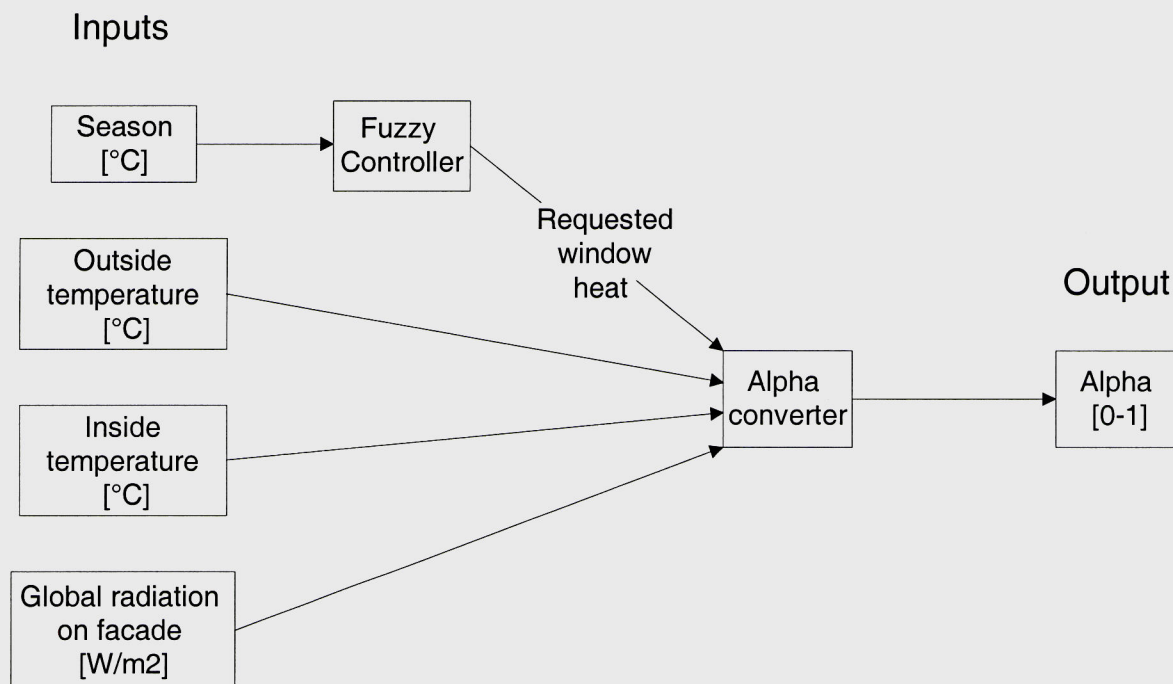 Inputs
Season
[°C]
Fuzzy
Controller
Requested
window
heat
Outside
temperature
[°C]
Output
Alpha
converter
Alpha
[0-1]
Inside
temperature
[°C]
Global radiation
on facade
[W/m2]